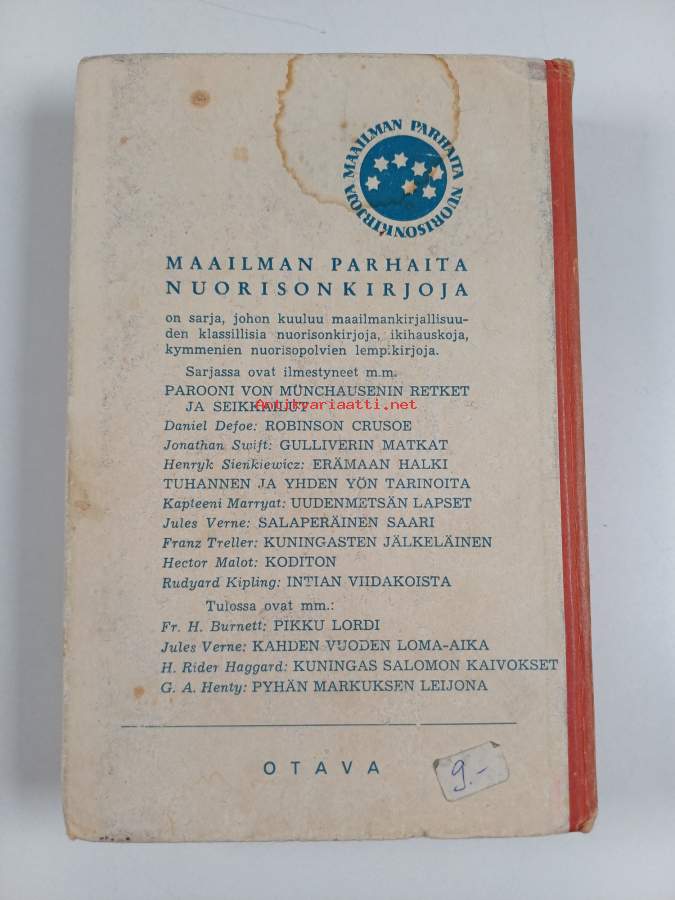 MAAILMAN PARHAITA NUORISONKIRJOJA
MAAILMAN PARHAITA
NUORISONKIRJOJA
on sarja, johon kuuluu maailmankirjallisuu-
den klassillisia nuorisonkirjoja, ikihauskoja,
kymmenien nuorisopolvien lempikirjoja.
Sarjassa ovat ilmestyneet m.m.
PAROONI VON MÜNCHAUSENIN RETKET
JA SEIKKAILUT
Antikvariaatti.net
Daniel Defoe: ROBINSON CRUSOE
Jonathan Swift: GULLIVERIN MATKAT
Henryk Sienkiewicz: ERÄMAAN HALKI
TUHANNEN JA YHDEN YÖN TARINOITA
Kapteeni Marryat: UUDENMETSÄN LAPSET
Jules Verne: SALAPERÄINEN SAARI
Franz Treller: KUNINGASTEN JÄLKELÄINEN
Hector Malot: KODITON
Rudyard Kipling: INTIAN VIIDAKOISTA
Tulossa ovat mm.:
Fr. H. Burnett: PIKKU LORDI
Jules Verne: KAHDEN VUODEN LOMA-AIKA
H. Rider Haggard: KUNINGAS SALOMON KAIVOKSET
G. A. Henty: PYHÄN MARKUKSEN LEIJONA
OTAVA
9.-